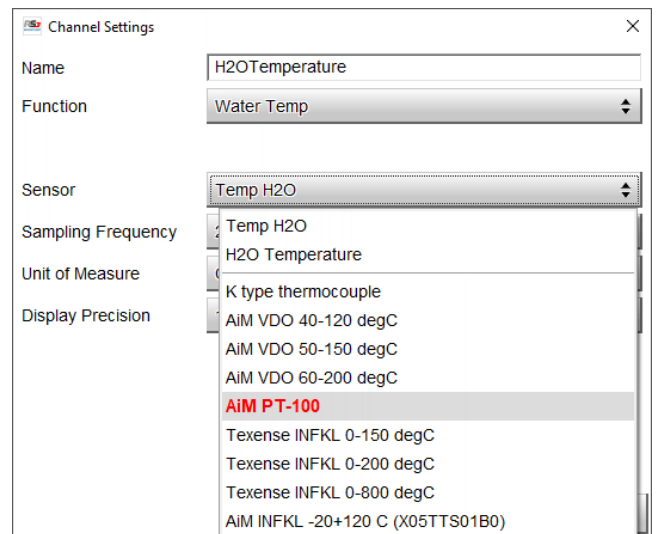 Channel Settings
Name H2OTemperature
Function Water Temp
Sensor Temp H2O
Sampling Frequency
Temp H2O
H2O Temperature
Unit of Measure
K type thermocouple
Display Precision
AiM VDO 40-120 degC
AiM VDO 50-150 degC
AiM VDO 60-200 degC
AiM PT-100
Texense INFKL 0-150 degC
Texense INFKL 0-200 degC
Texense INFKL 0-800 degC
AiM INFKL -20+120 C (X05TTS01B0)